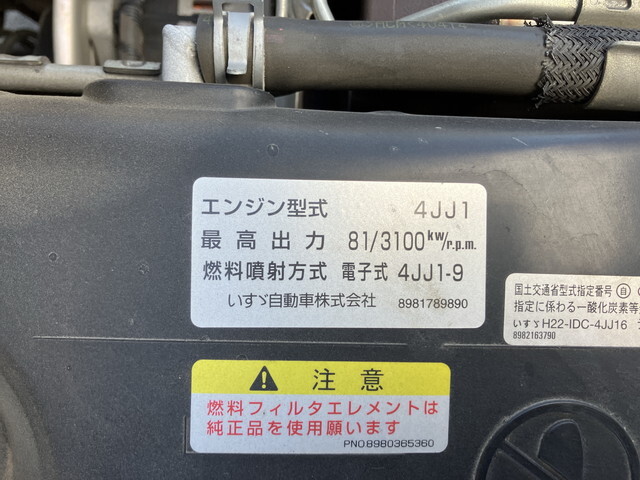 エンジン型式 4JJ1
最高出力 81/3100kW/r.p.m.
燃料噴射方式 電子式 4JJ1-9
いすゞ自動車株式会社 8981789890
国土交通省型式指定番号 自
指定に係わる一酸化炭素等
いすゞH22-IDC-4JJ16
8982163790
注意
燃料フィルタエレメントは
純正品を使用願います
PNO.8980365360